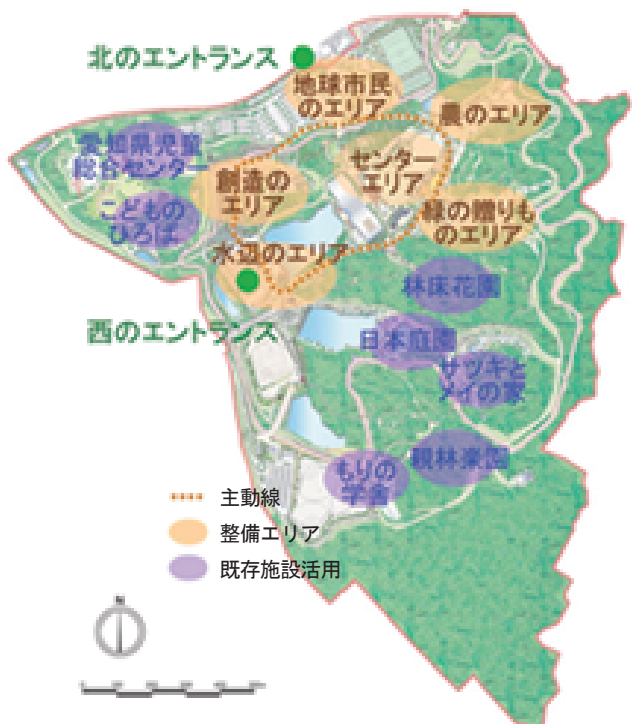 北のエントランス
地球市民
のエリア
農のエリア
愛知県児童
総合センター
センター
エリア
創造の
エリア
こどもの
ひろば
緑の贈りもの
のエリア
水辺のエリア
林床花園
西のエントランス
日本庭園
サツキと
メイの家
親林楽園
もりの
学舎
主動線
整備エリア
既存施設活用
N